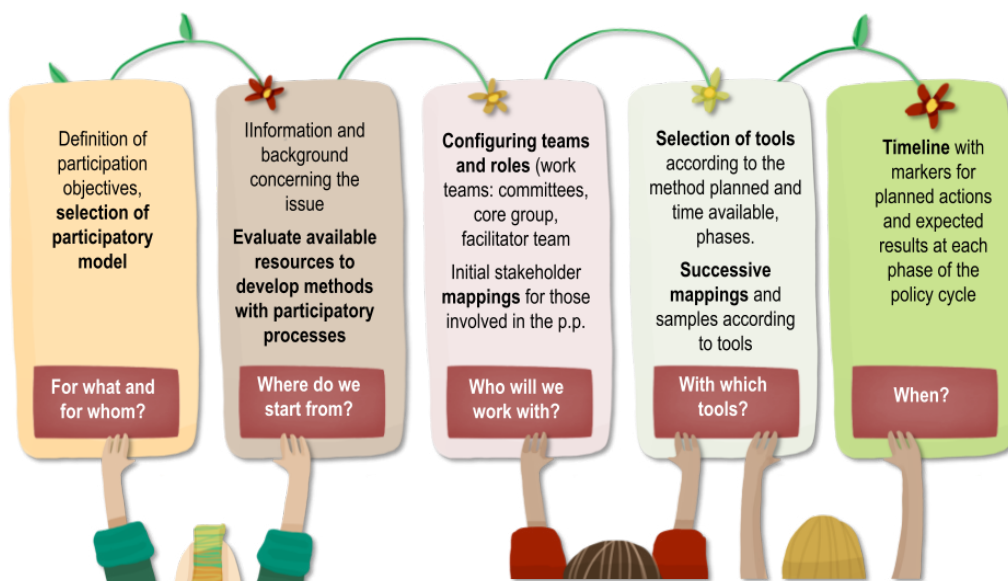 Definition of
participation
objectives,
selection of
participatory
model
For what and
for whom?
IInformation and
background
concerning the
issue
Evaluate available
resources to
develop methods
with participatory
processes
Where do we
start from?
Configuring teams
and roles (work
teams: committees,
core group,
facilitator team
Initial stakeholder
mappings for those
involved in the p.p.
Who will we
work with?
Selection of tools
according to the
method planned and
time available,
phases.
Successive
mappings and
samples according
to tools
With which
tools?
Timeline with
markers for
planned actions
and expected
results at each
phase of the
policy cycle
When?